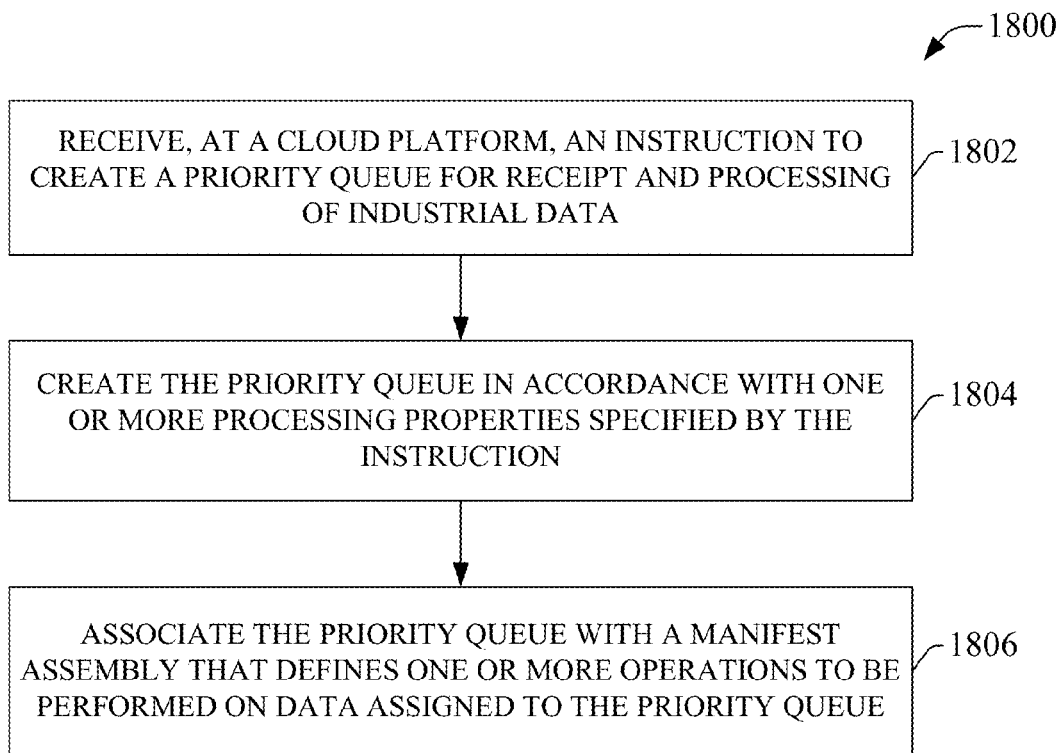 1800
RECEIVE, AT A CLOUD PLATFORM, AN INSTRUCTION TO
CREATE A PRIORITY QUEUE FOR RECEIPT AND PROCESSING
OF INDUSTRIAL DATA
1802
CREATE THE PRIORITY QUEUE IN ACCORDANCE WITH ONE
OR MORE PROCESSING PROPERTIES SPECIFIED BY THE
INSTRUCTION
1804
ASSOCIATE THE PRIORITY QUEUE WITH A MANIFEST
ASSEMBLY THAT DEFINES ONE OR MORE OPERATIONS TO BE
PERFORMED ON DATA ASSIGNED TO THE PRIORITY QUEUE
1806